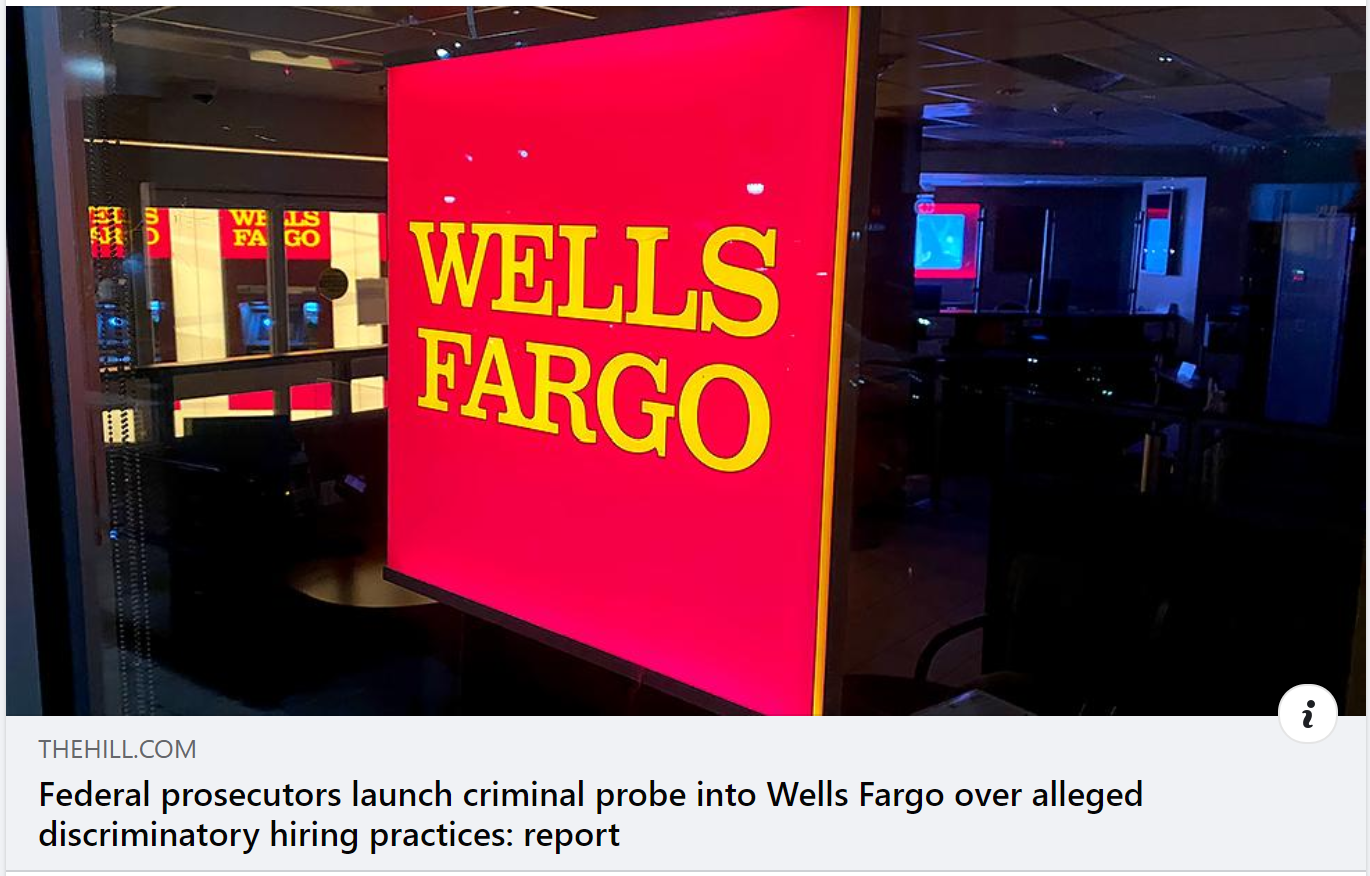 WELLS
FARGO
WELLS
FARGO
THEHILL.COM
Federal prosecutors launch criminal probe into Wells Fargo over alleged
discriminatory hiring practices: report